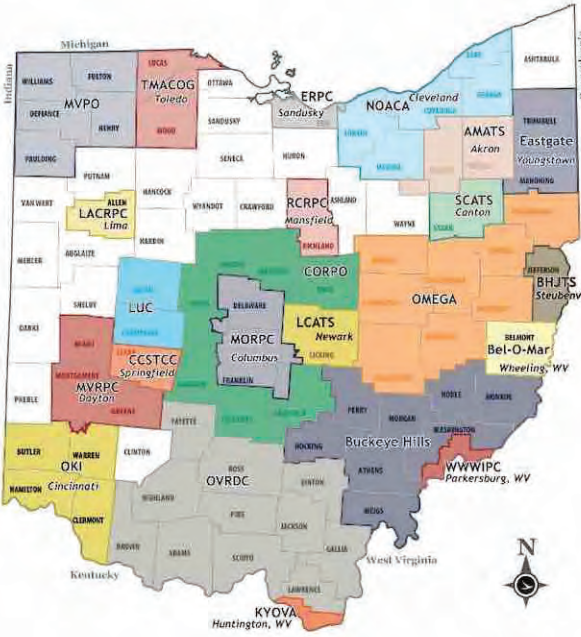 Michigan
Indiana
WILLIAMS
FULTON
LUCAS
TMACOG
Toledo
OTTAWA
ERPC
Sandusky
NOACA
Cleveland
LAKE
GEAUGA
CUYAHOGA
ASHTABULA
MVPO
DEFIANCE
HENRY
WOOD
SANDUSKY
LORAIN
MEDINA
AMATS
Akron
TRUMBULL
Eastgate
Youngstown
MAHONING
PAULDING
PUTNAM
SENECA
HURON
HANCOCK
VAN WERT
ALLEN
LACRPC
Lima
WYANDOT
CRAWFORD
RCRPC
Mansfield
RICHLAND
ASHLAND
WAYNE
SCATS
Canton
STARK
HARDIN
MERCER
AUGLAIZE
CORPO
OMEGA
JEFFERSON
BHJTS
Steubenv
SHELBY
LUC
DELAWARE
MORPC
Columbus
FRANKLIN
LCATS
Newark
LICKING
BELMONT
Bel-O-Mar
Wheeling, WV
DARKE
MIAMI
CCSTCC
Springfield
MONTGOMERY
MVRPC
Dayton
GREENE
PREBLE
FAYETTE
PERRY
MORGAN
NOBLE
MONROE
WASHINGTON
HOCKING
Buckeye Hills
BUTLER
WARREN
OKI
Cincinnati
HAMILTON
CLERMONT
CLINTON
ROSS
OVRDC
VINTON
ATHENS
WWWIPC
Parkersburg, WV
HIGHLAND
PIKE
JACKSON
MEIGS
BROWN
ADAMS
SCIOTO
GALLIA
West Virginia
LAWRENCE
Kentucky
KYOVA
Huntington, WV
N